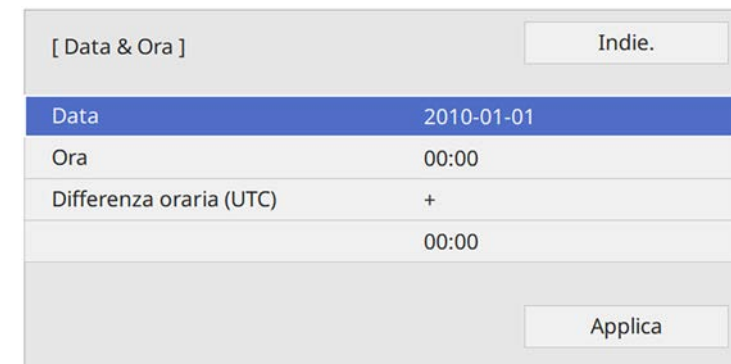 [ Data & Ora ] Indie.
Data 2010-01-01
Ora 00:00
Differenza oraria (UTC) +
00:00
Applica